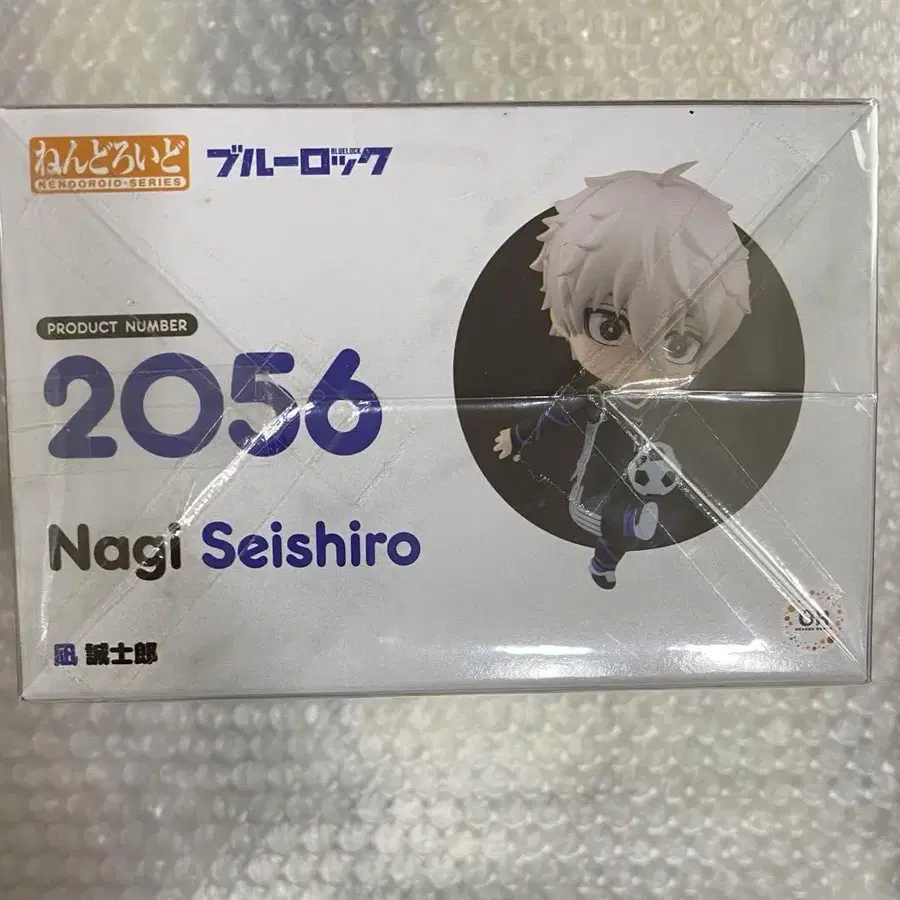 ねんどろいど
NENDOROID-SERIES
BLUELOCK
ブルーロック
PRODUCT NUMBER
2056
Nagi Seishiro
凪 誠士郎